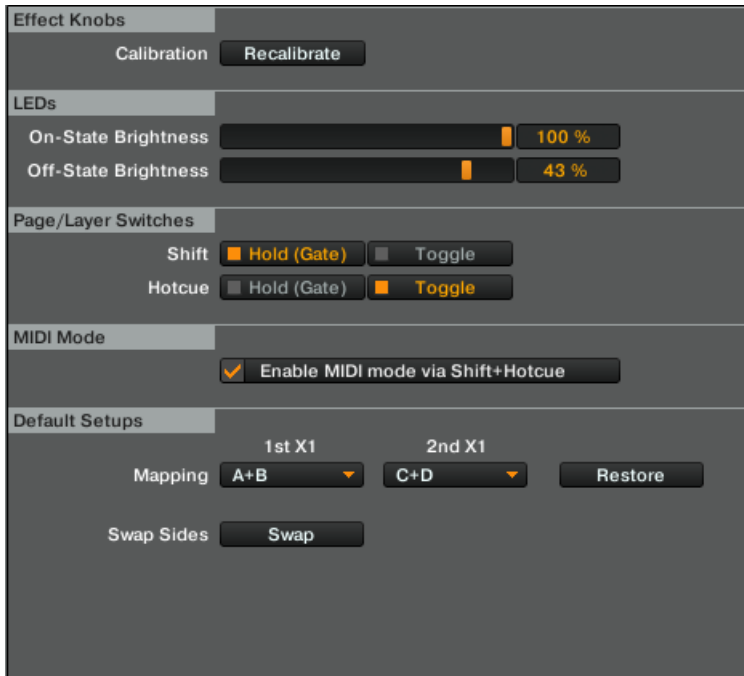 Effect Knobs
Calibration Recalibrate
LEDs
On-State Brightness 100 %
Off-State Brightness 43 %
Page/Layer Switches
Shift Hold (Gate) Toggle
Hotcue Hold (Gate) Toggle
MIDI Mode
Enable MIDI mode via Shift+Hotcue
Default Setups
1st X1 2nd X1
Mapping A+B C+D Restore
Swap Sides Swap